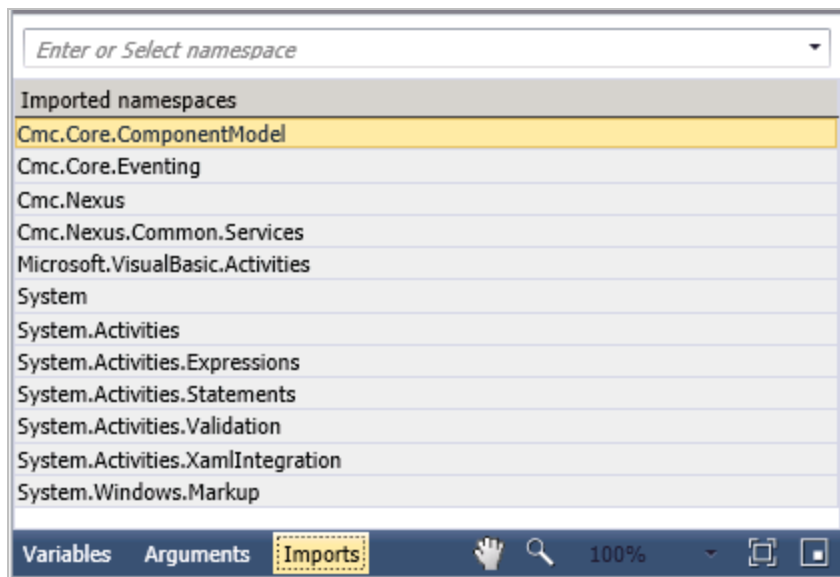 Enter or Select namespace
Imported namespaces
Cmc.Core.ComponentModel
Cmc.Core.Eventing
Cmc.Nexus
Cmc.Nexus.Common.Services
Microsoft.VisualBasic.Activities
System
System.Activities
System.Activities.Expressions
System.Activities.Statements
System.Activities.Validation
System.Activities.XamlIntegration
System.Windows.Markup
Variables Arguments Imports 100%